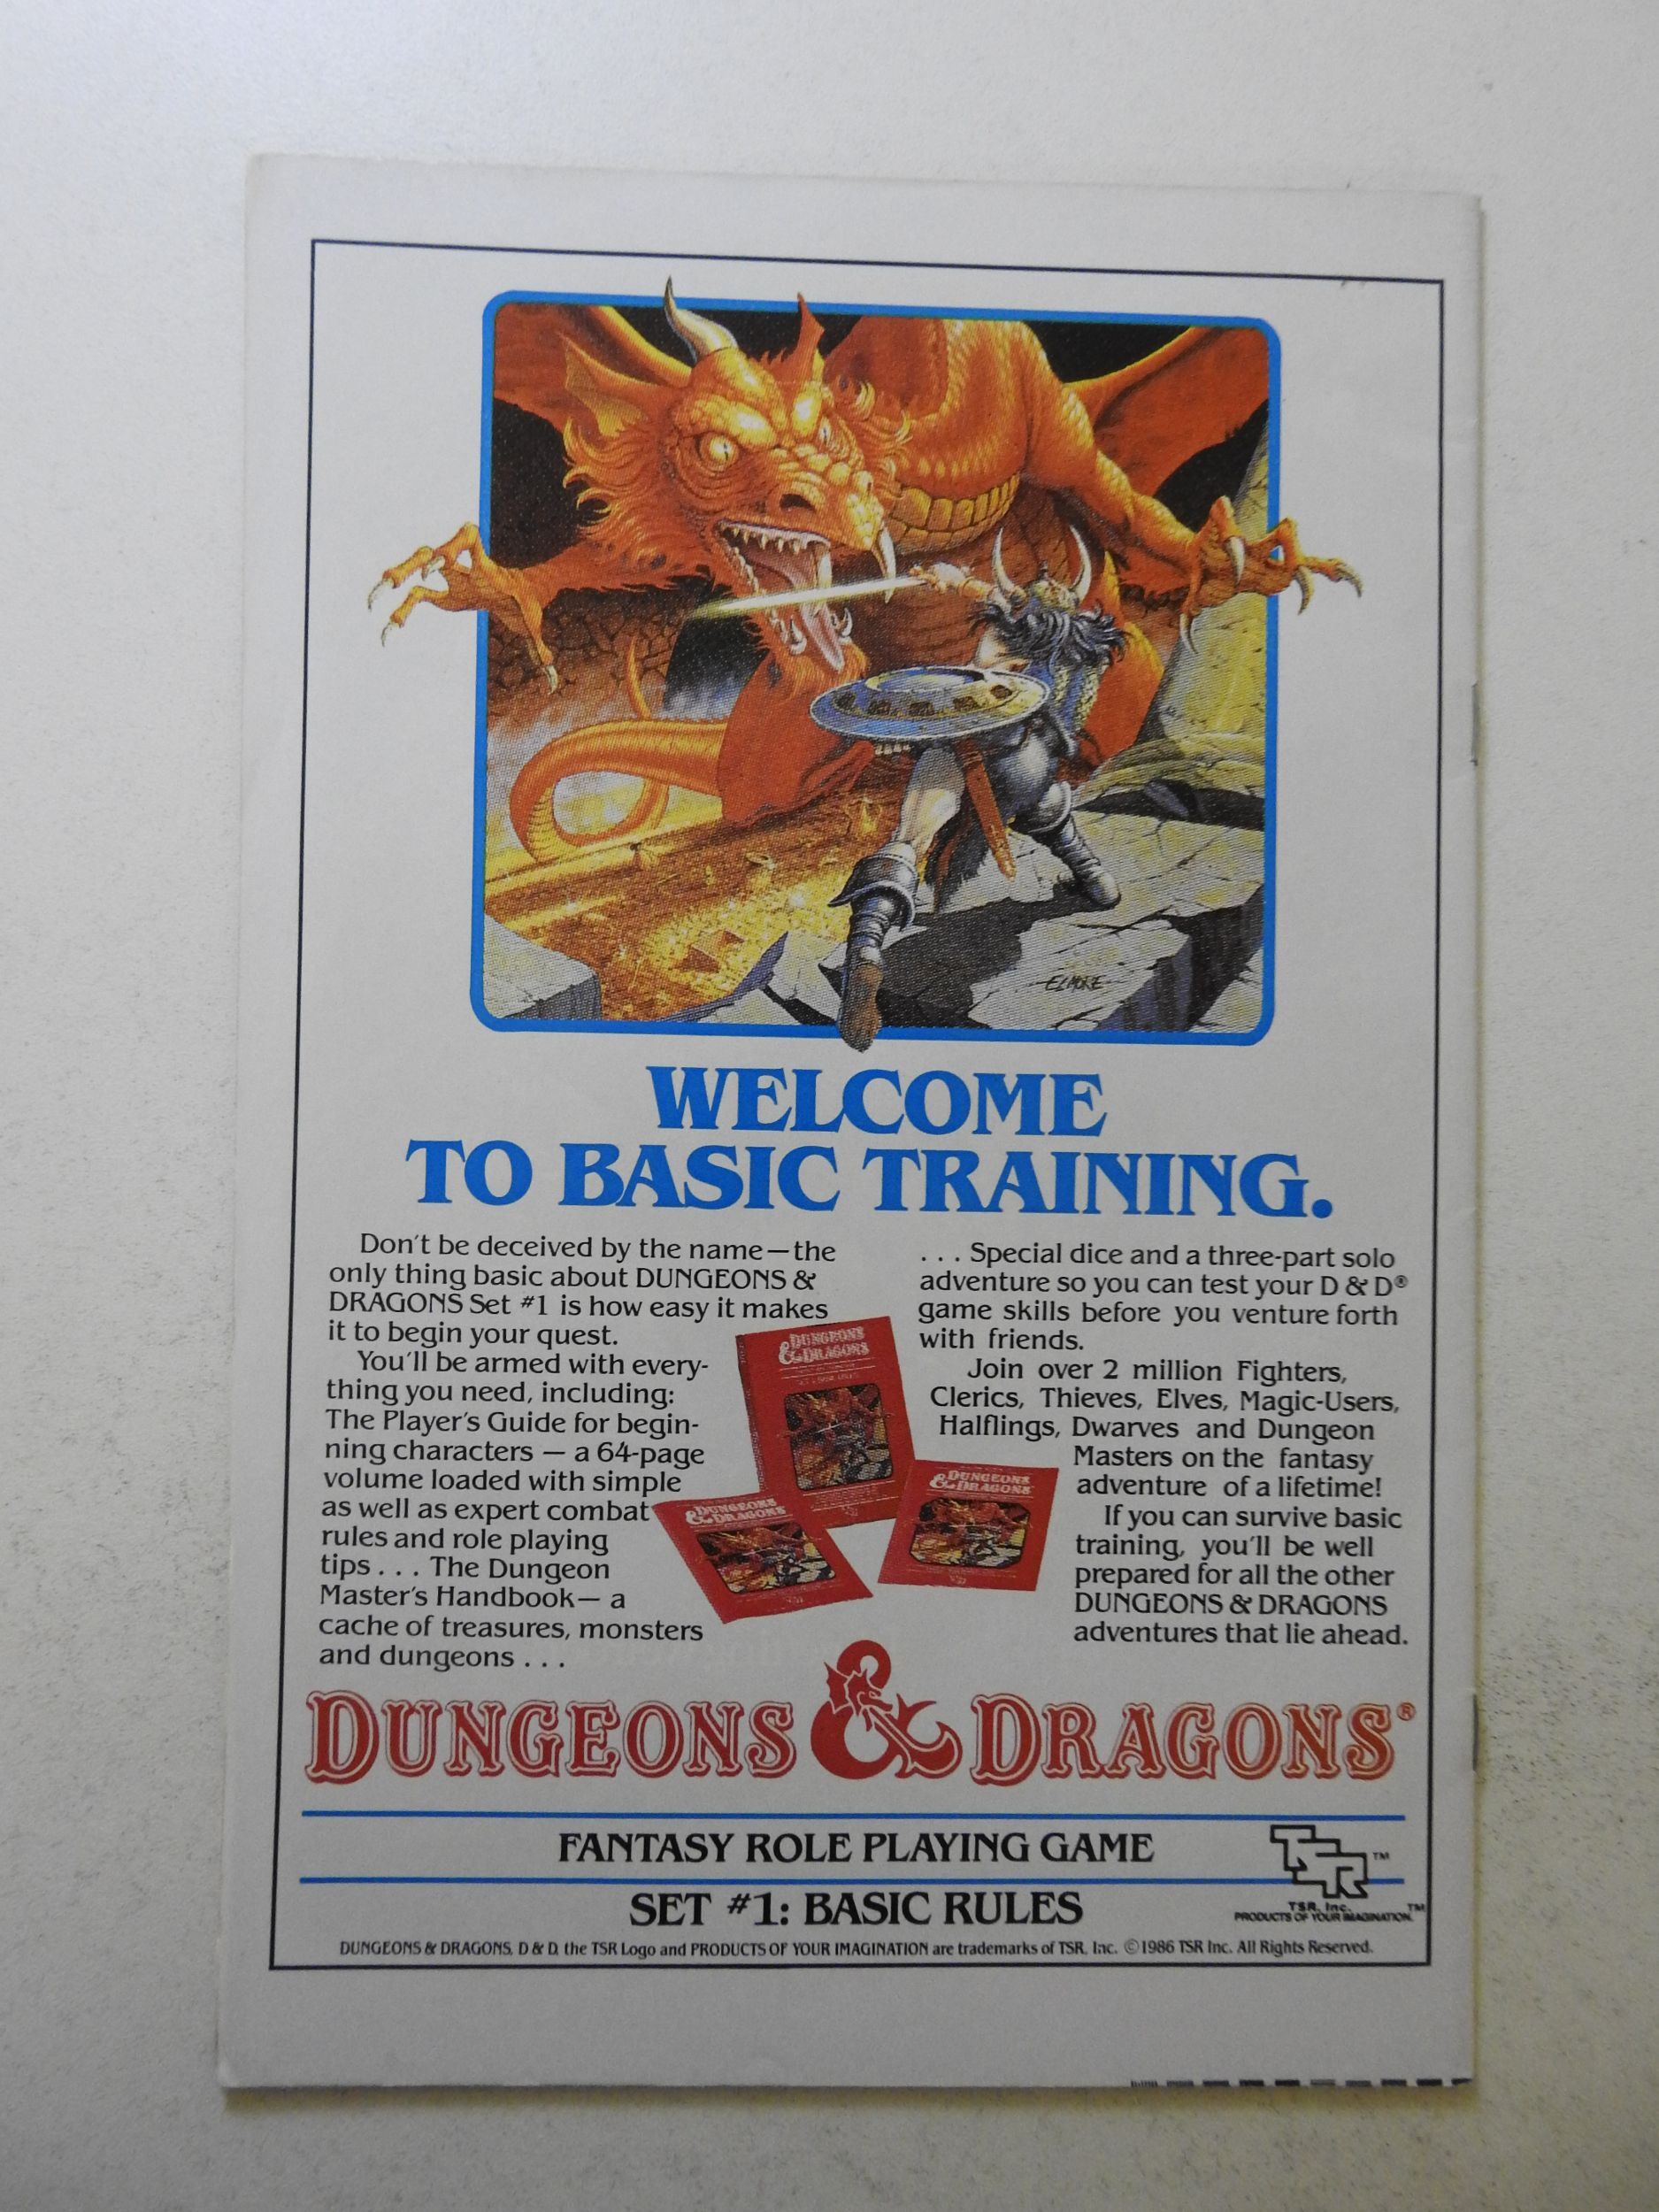 ELMORE
WELCOME
TO BASIC TRAINING.
Don't be deceived by the name—the
only thing basic about DUNGEONS &
DRAGONS Set #1 is how easy it makes
it to begin your quest.
You'll be armed with every-
thing you need, including:
The Player's Guide for begin-
ning characters — a 64-page
volume loaded with simple
as well as expert combat
rules and role playing
tips . . . The Dungeon
Master's Handbook— a
cache of treasures, monsters
and dungeons . . .
. . . Special dice and a three-part solo
adventure so you can test your D & D®
game skills before you venture forth
with friends.
Join over 2 million Fighters,
Clerics, Thieves, Elves, Magic-Users,
Halflings, Dwarves and Dungeon
Masters on the fantasy
adventure of a lifetime!
If you can survive basic
training, you'll be well
prepared for all the other
DUNGEONS & DRAGONS
adventures that lie ahead.
DUNGEONS
& DRAGONS
DUNGEONS
& DRAGONS
DUNGEONS
& DRAGONS
DUNGEONS & DRAGONS®
FANTASY ROLE PLAYING GAME
SET #1: BASIC RULES
TSR™
TSR, Inc.
PRODUCTS OF YOUR IMAGINATION™
DUNGEONS & DRAGONS, D & D, the TSR Logo and PRODUCTS OF YOUR IMAGINATION are trademarks of TSR, Inc. ©1986 TSR Inc. All Rights Reserved.